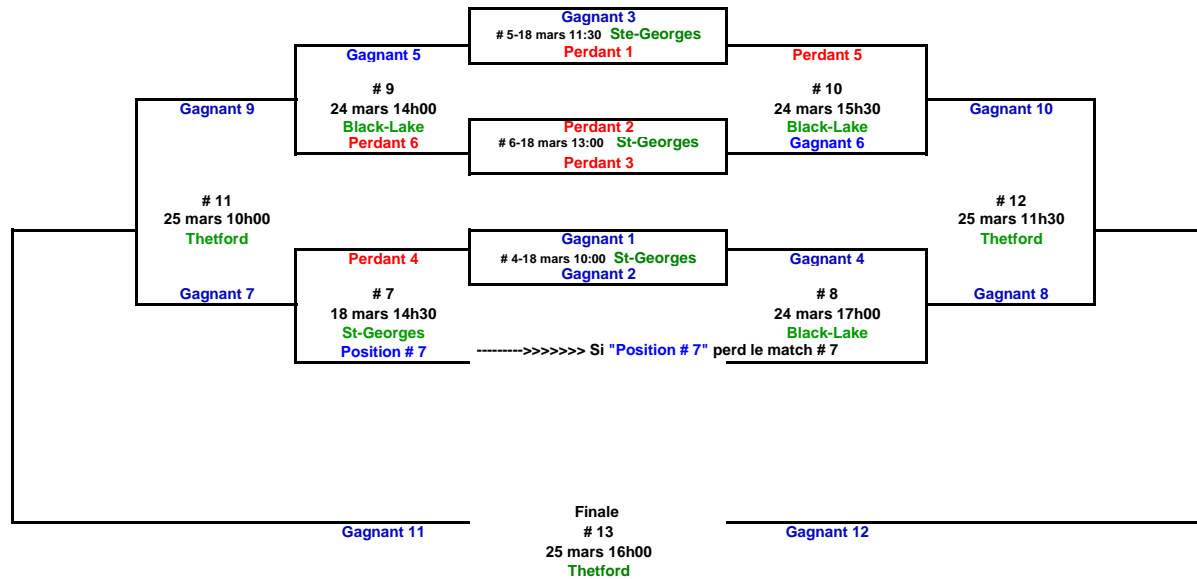 Gagnant 3
# 5-18 mars 11:30 Ste-Georges
Gagnant 5
Perdant 1
Perdant 5
# 9
24 mars 14h00
Black-Lake
Perdant 6
# 10
24 mars 15h30
Black-Lake
Gagnant 6
Gagnant 9
Gagnant 10
Perdant 2
# 6-18 mars 13:00 St-Georges
Perdant 3
# 11
25 mars 10h00
Thetford
# 12
25 mars 11h30
Thetford
Gagnant 1
# 4-18 mars 10:00 St-Georges
Gagnant 2
Perdant 4
Gagnant 4
Gagnant 7
# 7
18 mars 14h30
St-Georges
Position # 7
# 8
24 mars 17h00
Black-Lake
Gagnant 8
--------->>>>>>> Si "Position # 7" perd le match # 7
Finale
# 13
25 mars 16h00
Thetford
Gagnant 11
Gagnant 12